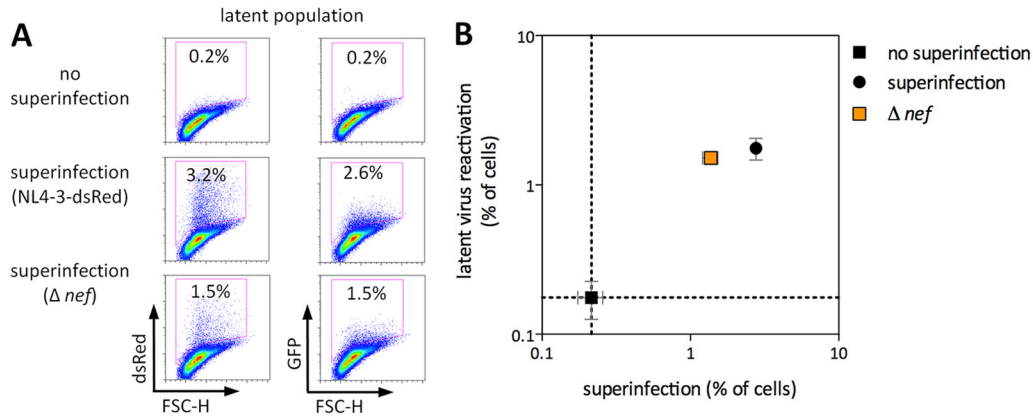 A
latent population
no
superinfection
0.2%
0.2%
superinfection
(NL4-3-dsRed)
3.2%
2.6%
superinfection
(Δ nef)
1.5%
1.5%
dsRed
FSC-H
GFP
FSC-H
B
latent virus reactivation
(% of cells)
10
1
0.1
0.1
1
10
superinfection (% of cells)
no superinfection
superinfection
Δ nef